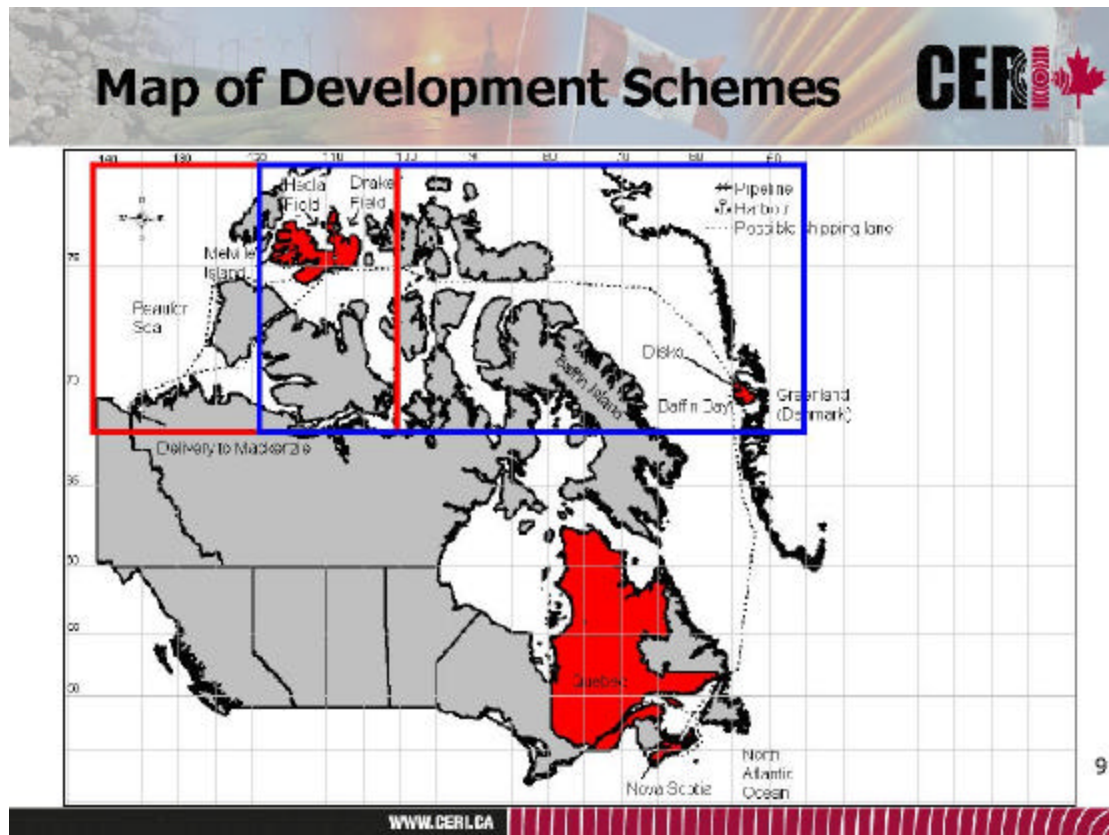 Map of Development Schemes
CERI
Hecla
Field
Drake
Field
Pipeline
Harbour
Possible shipping lane
Melville
Island
Beaufort
Sea
Disko
Baffin Island
Baffin Bay
Greenland
(Denmark)
Delivery to Mackenzie
Quebec
Nova Scotia
North
Atlantic
Ocean
9
WWW.CERI.CA